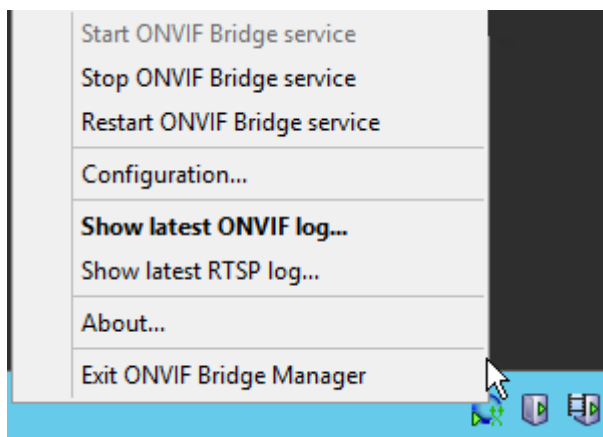 Start ONVIF Bridge service
Stop ONVIF Bridge service
Restart ONVIF Bridge service
Configuration...
Show latest ONVIF log...
Show latest RTSP log...
About...
Exit ONVIF Bridge Manager